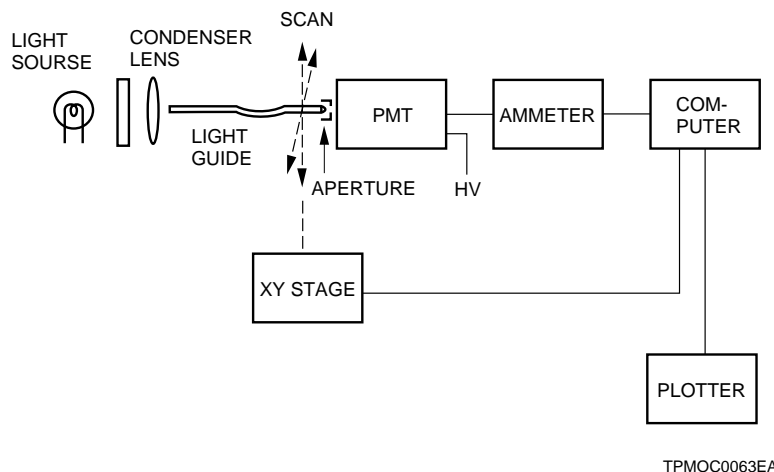 SCAN
LIGHT
SOURSE
CONDENSER
LENS
LIGHT
GUIDE
APERTURE
PMT
HV
AMMETER
COM-
PUTER
XY STAGE
PLOTTER
TPMOC0063EA